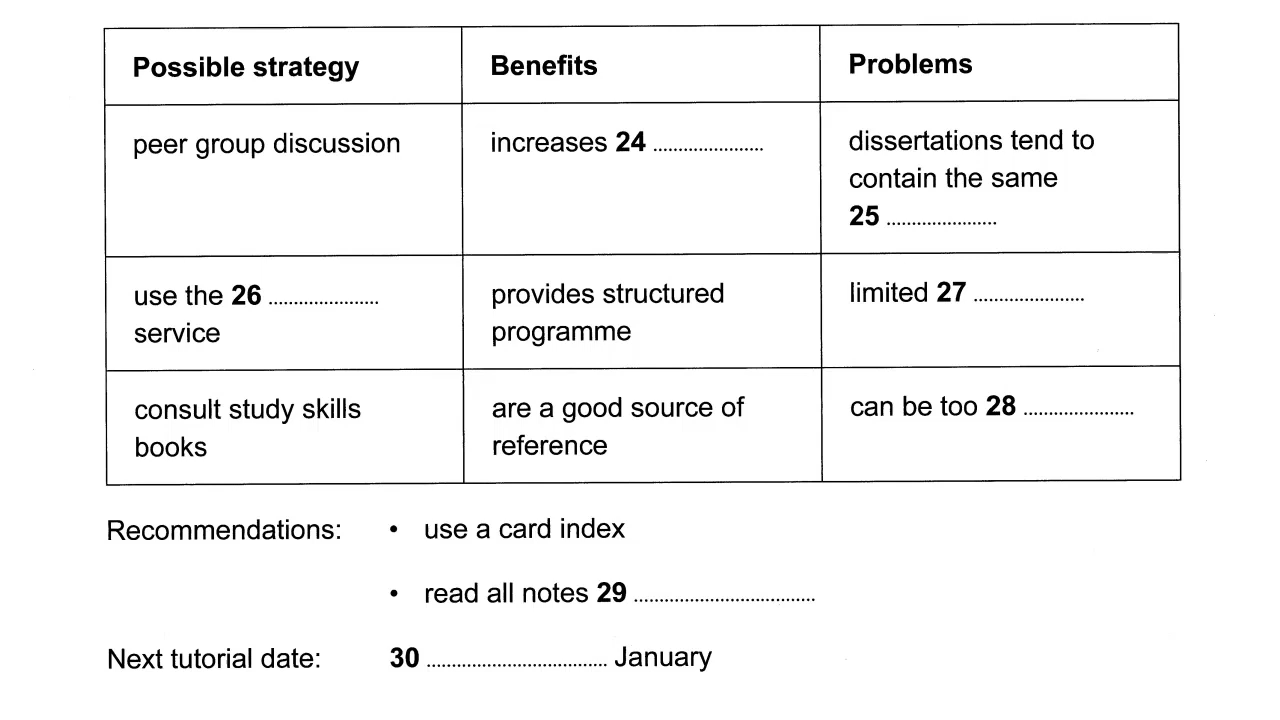 Possible strategy
Benefits
Problems
peer group discussion
increases 24 ......................
dissertations tend to
contain the same
25 ......................
use the 26 ......................
service
provides structured
programme
limited 27 ......................
consult study skills
books
are a good source of
reference
can be too 28 ......................
Recommendations:
• use a card index
• read all notes 29 ....................................
Next tutorial date:
30 .................................... January